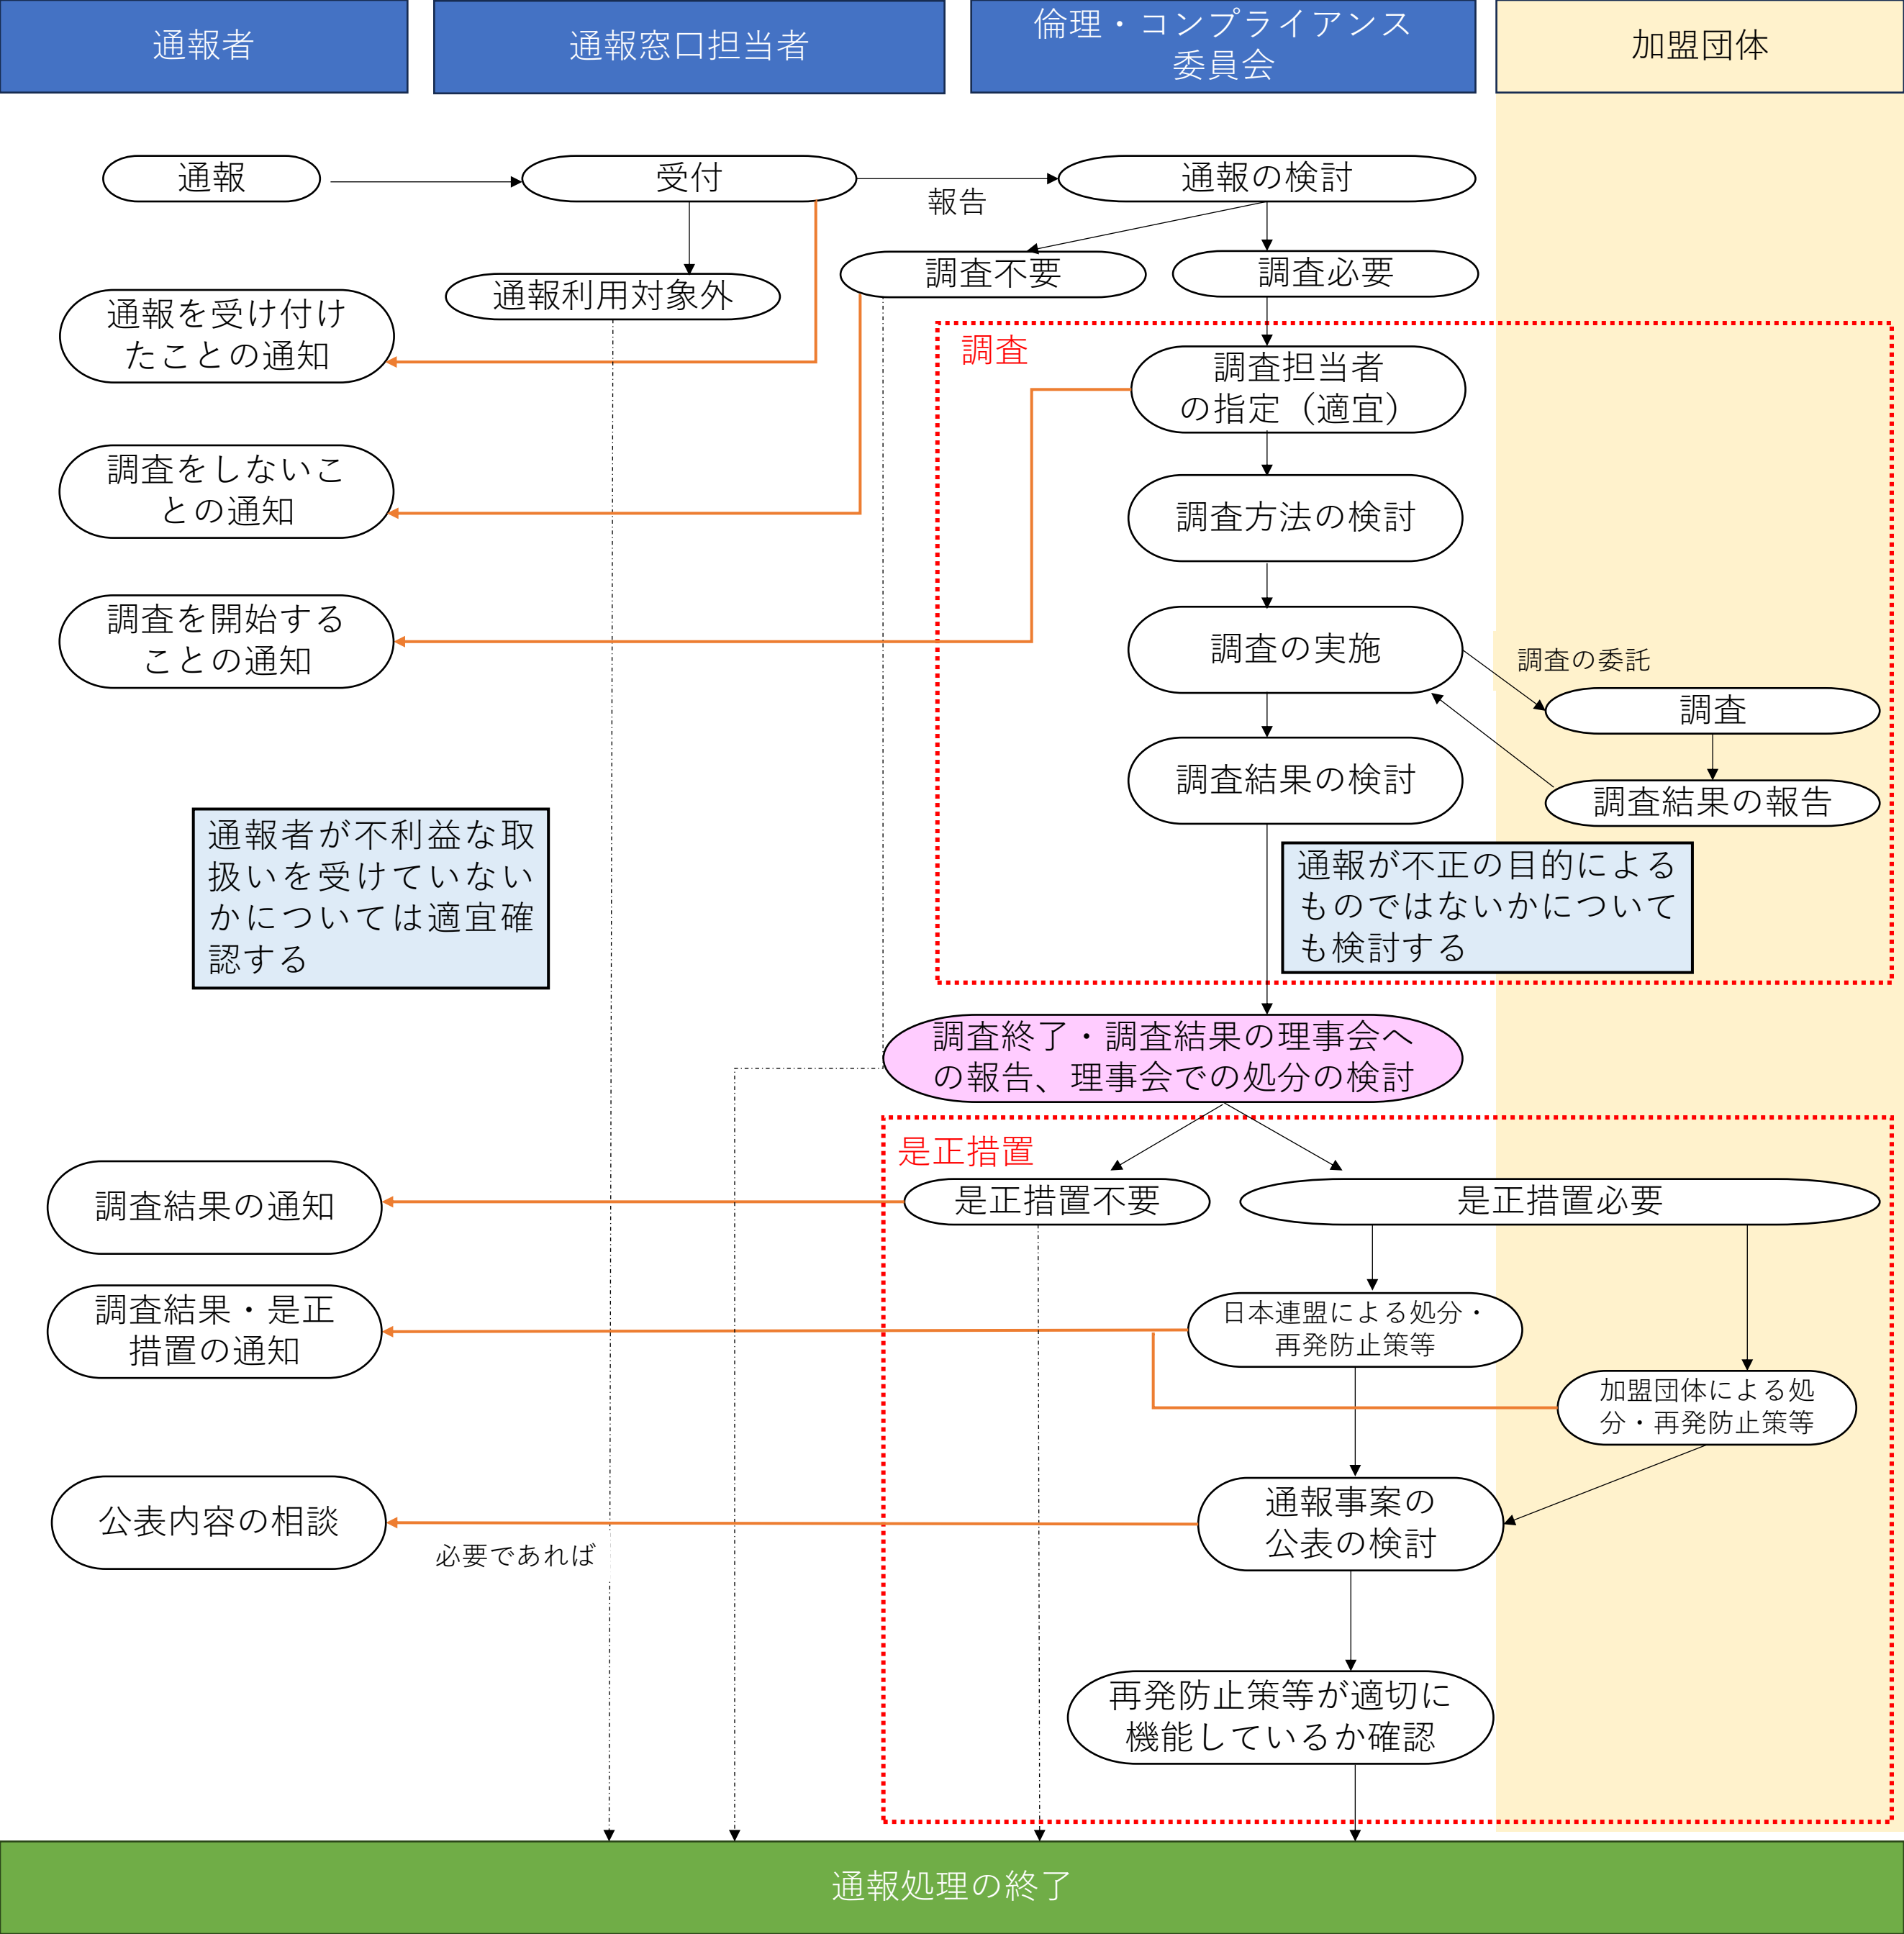 通報者
通報窓口担当者
倫理・コンプライアンス
委員会
加盟団体
通報
受付
報告
通報の検討
通報利用対象外
調査不要
調査必要
通報を受け付け
たことの通知
調査
調査担当者
の指定（適宜）
調査をしないこ
との通知
調査方法の検討
調査を開始する
ことの通知
調査の実施
調査の委託
調査
調査結果の検討
調査結果の報告
通報者が不利益な取
扱いを受けていない
かについては適宜確
認する
通報が不正の目的による
ものではないかについて
も検討する
調査終了・調査結果の理事会へ
の報告、理事会での処分の検討
是正措置
調査結果の通知
是正措置不要
是正措置必要
調査結果・是正
措置の通知
日本連盟による処分・
再発防止策等
加盟団体による処
分・再発防止策等
公表内容の相談
必要であれば
通報事案の
公表の検討
再発防止策等が適切に
機能しているか確認
通報処理の終了